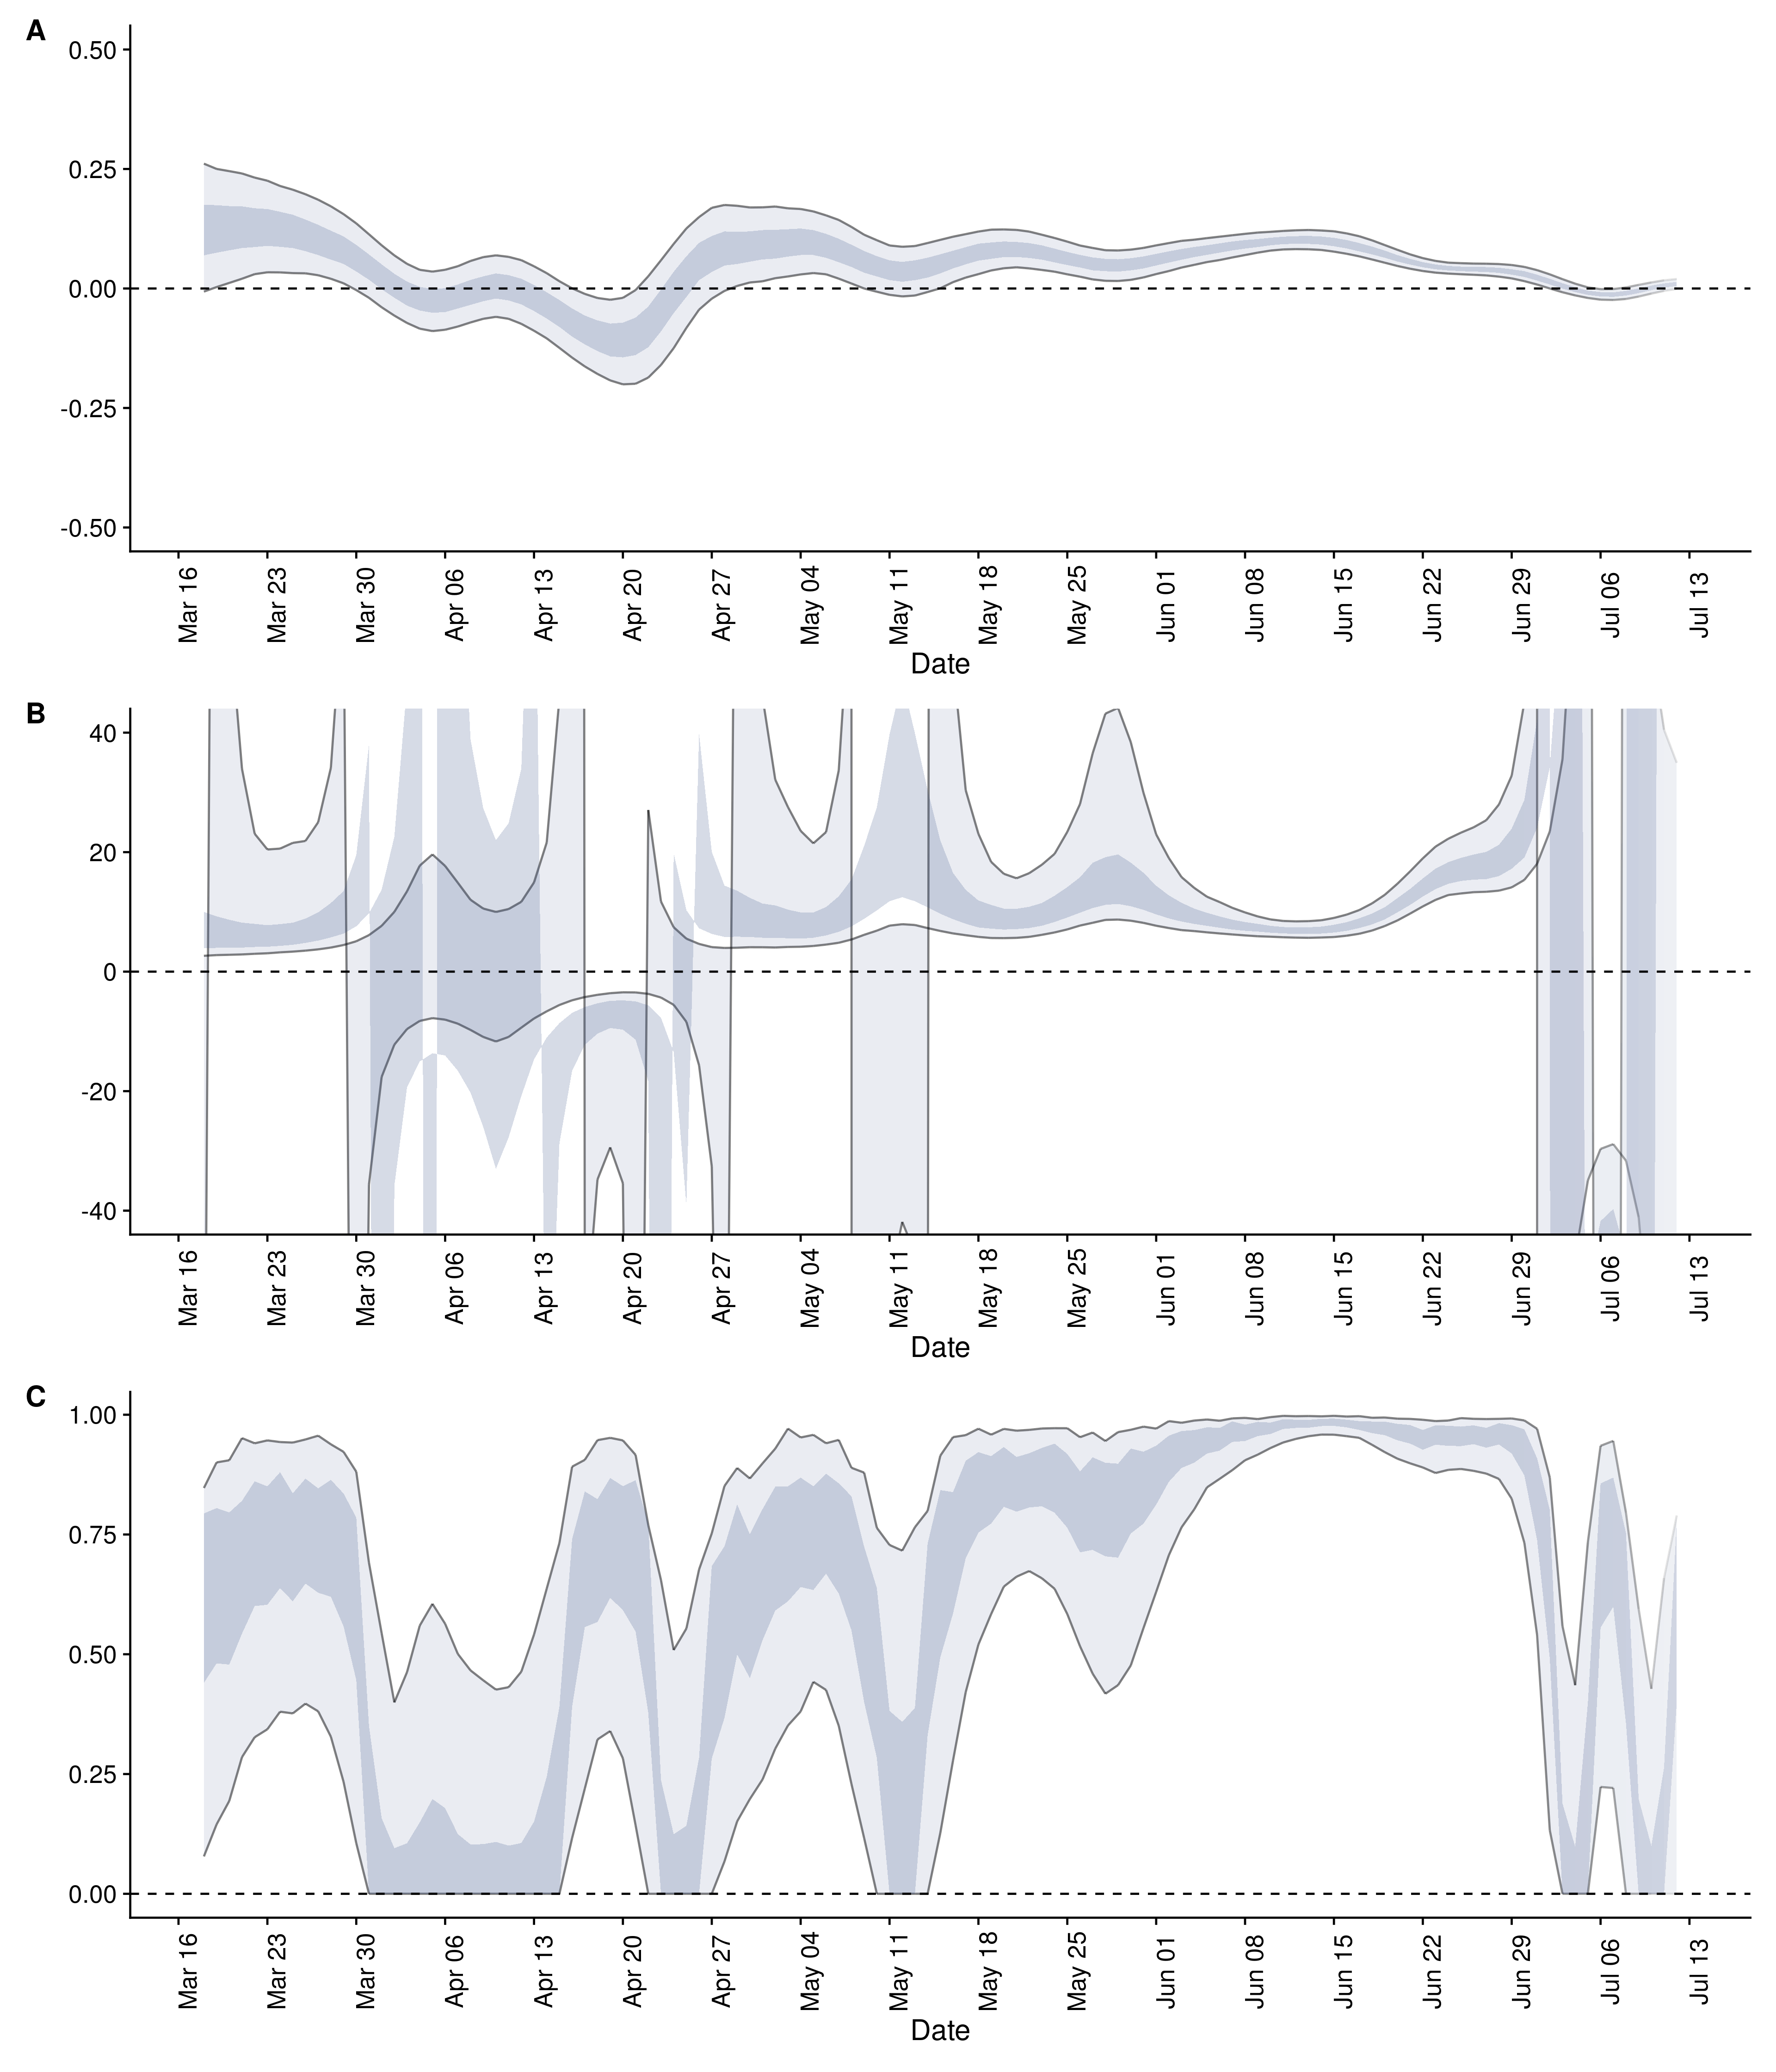 A
0.50
0.25
0.00
-0.25
-0.50
Mar 16
Mar 23
Mar 30
Apr 06
Apr 13
Apr 20
Apr 27
May 04
May 11
May 18
May 25
Jun 01
Jun 08
Jun 15
Jun 22
Jun 29
Jul 06
Jul 13
Date
B
40
20
0
-20
-40
Mar 16
Mar 23
Mar 30
Apr 06
Apr 13
Apr 20
Apr 27
May 04
May 11
May 18
May 25
Jun 01
Jun 08
Jun 15
Jun 22
Jun 29
Jul 06
Jul 13
Date
C
1.00
0.75
0.50
0.25
0.00
Mar 16
Mar 23
Mar 30
Apr 06
Apr 13
Apr 20
Apr 27
May 04
May 11
May 18
May 25
Jun 01
Jun 08
Jun 15
Jun 22
Jun 29
Jul 06
Jul 13
Date